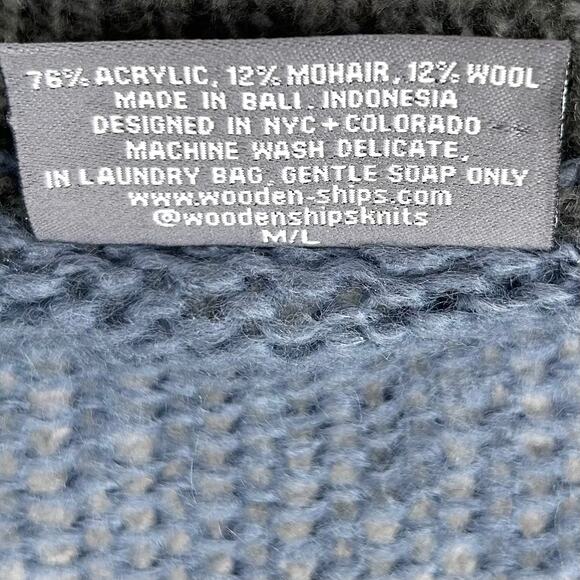 76% ACRYLIC, 12% MOHAIR, 12% WOOL
MADE IN BALI, INDONESIA
DESIGNED IN NYC + COLORADO
MACHINE WASH DELICATE,
IN LAUNDRY BAG, GENTLE SOAP ONLY
www.wooden-ships.com
@woodenshipsknits
M/L